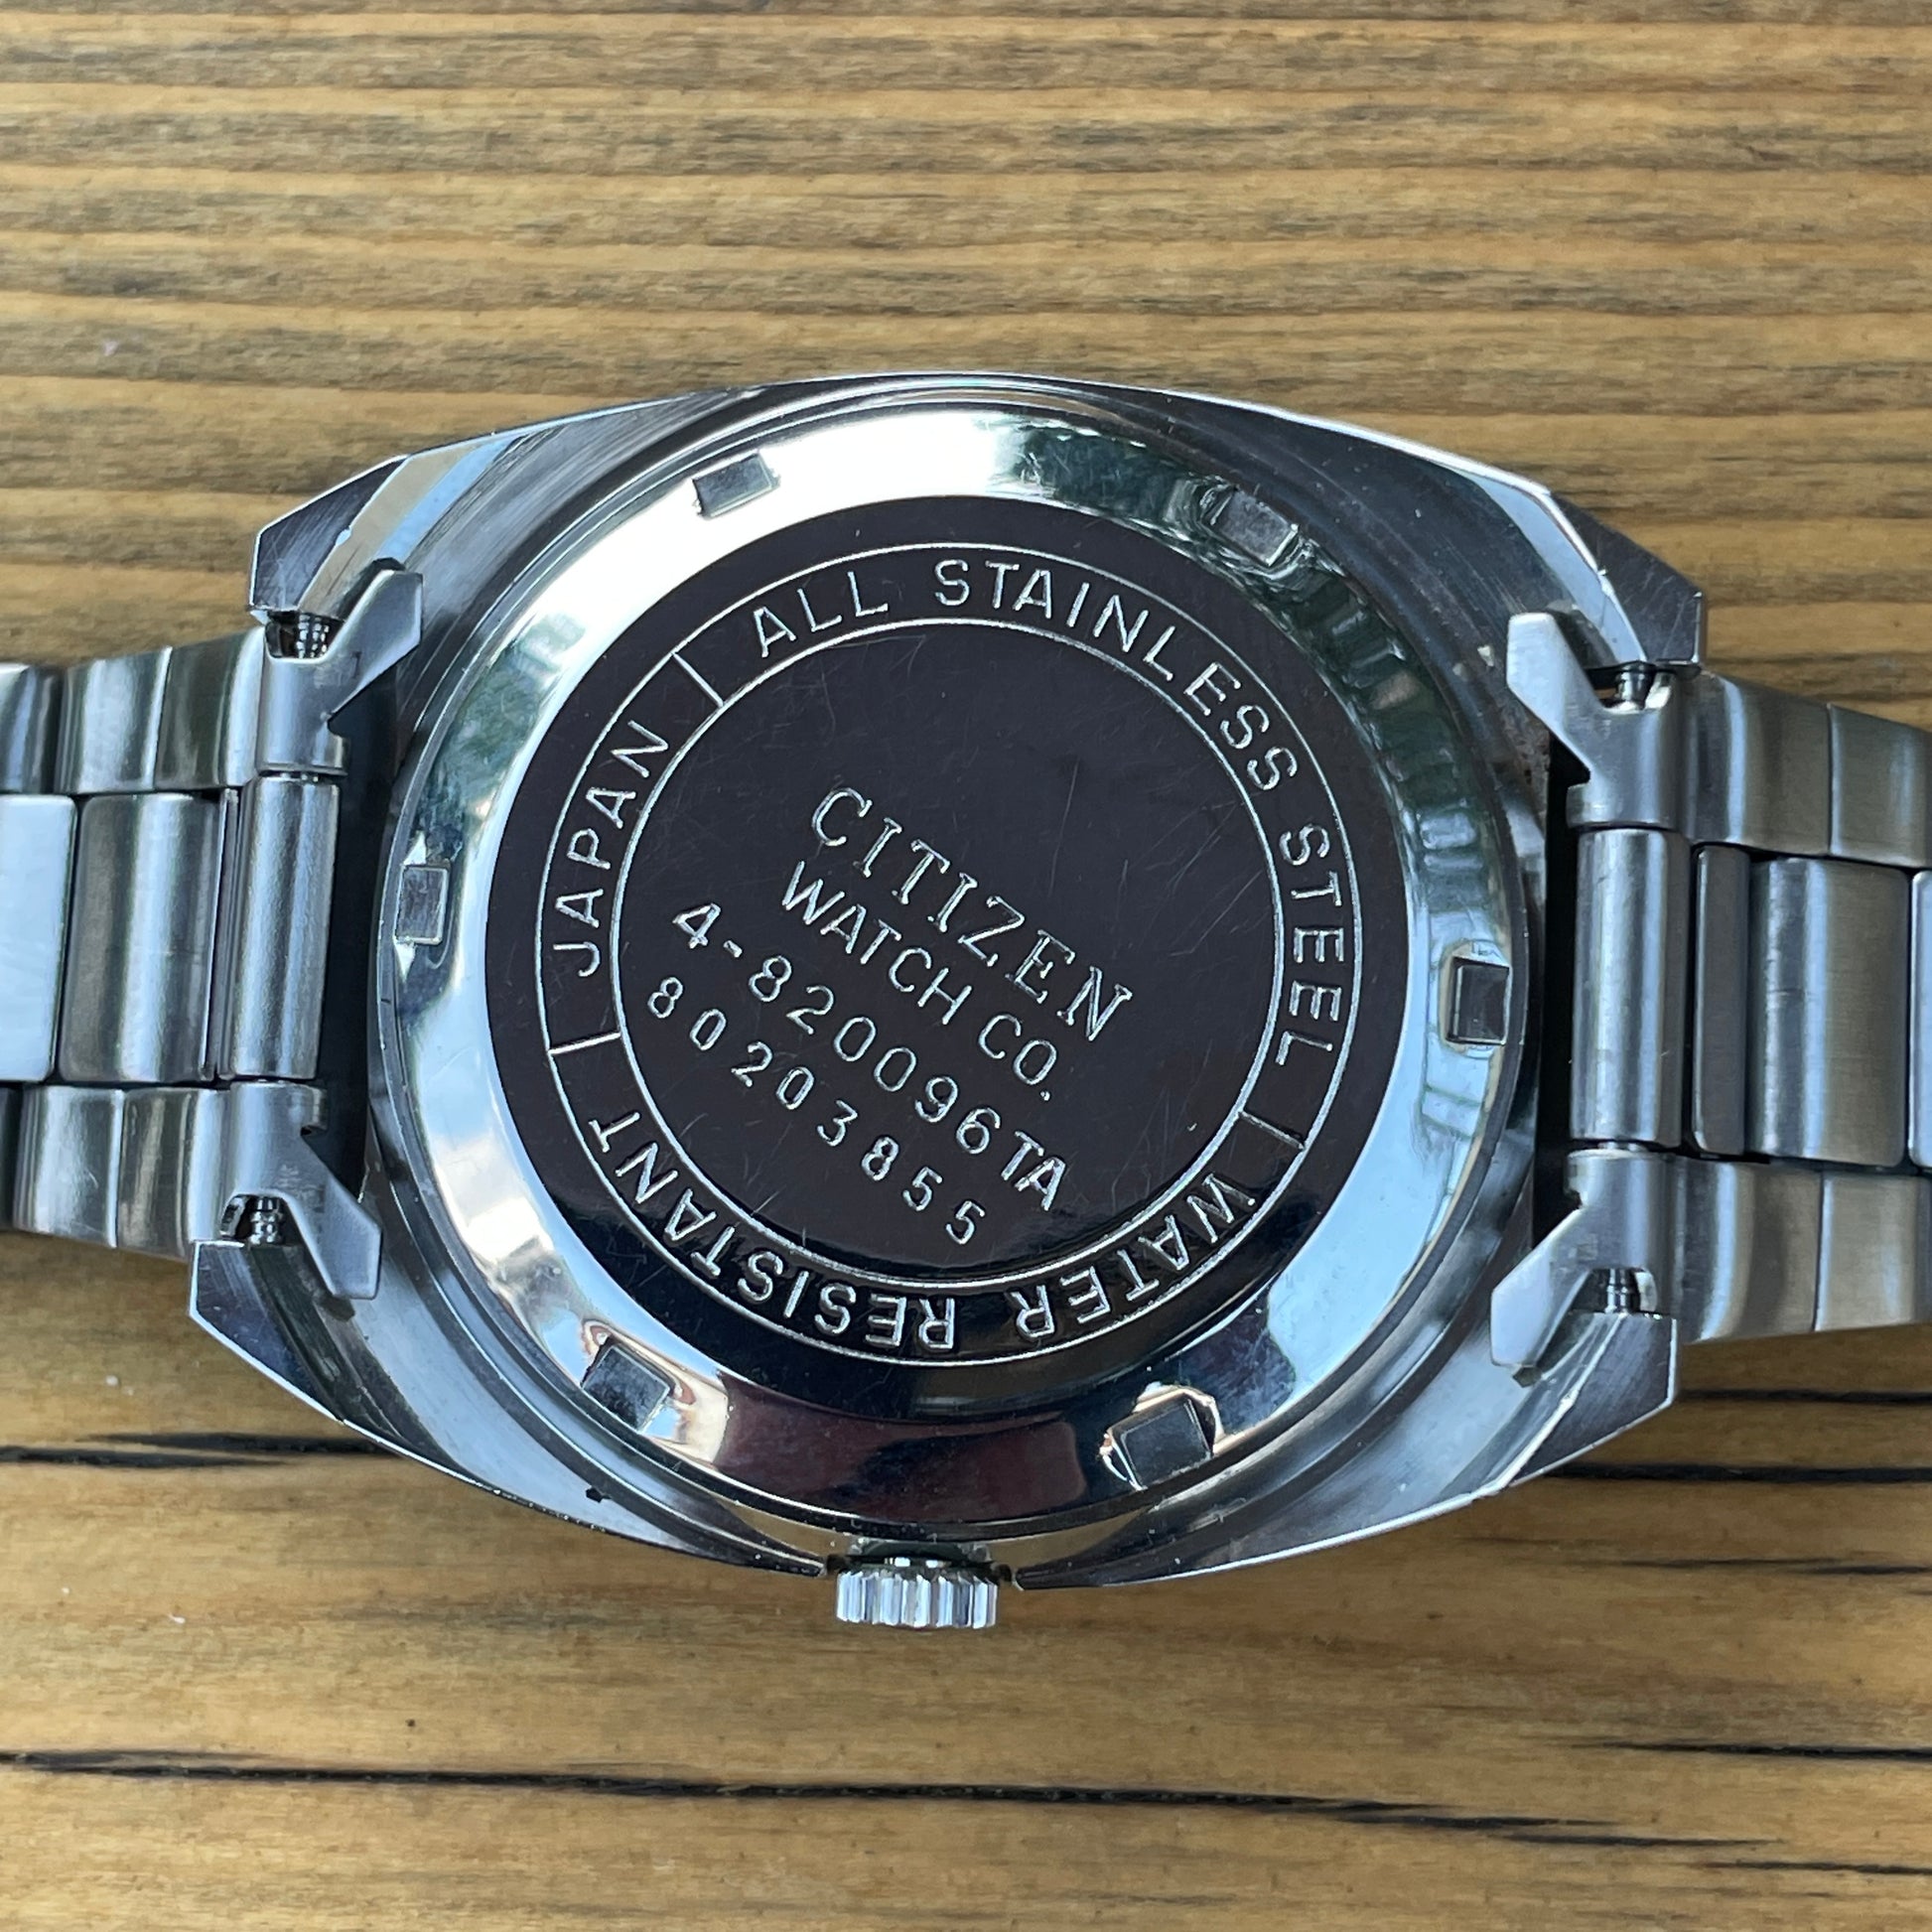 ALL STAINLESS STEEL
WATER RESISTANT
JAPAN
CITIZEN
WATCH CO.
4-820096TA
80203855